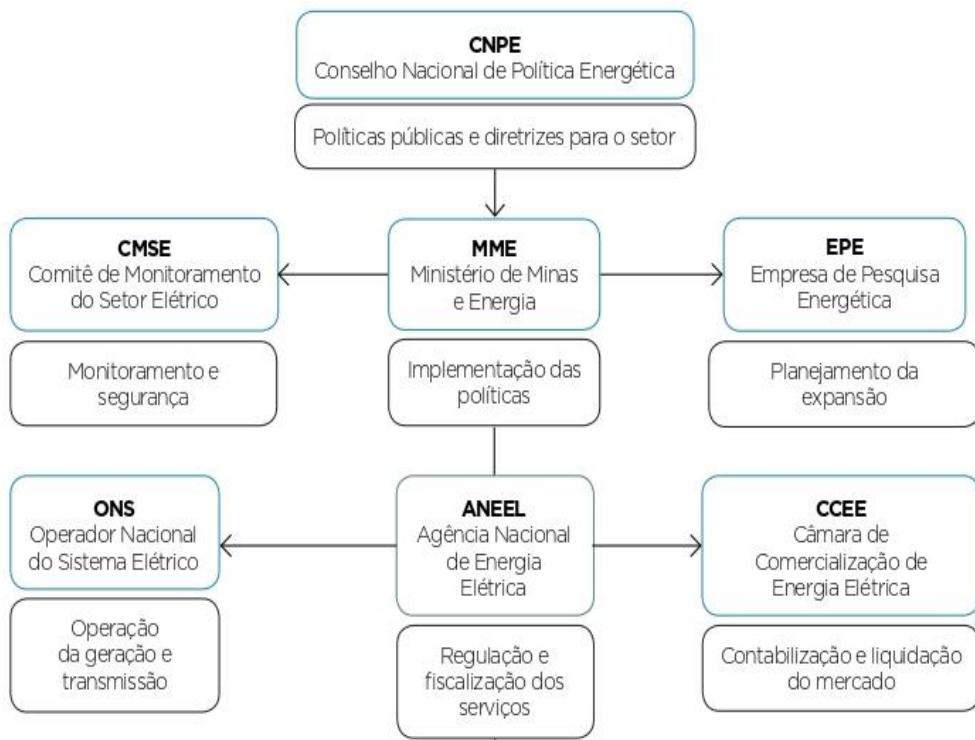 CNPE
Conselho Nacional de Política Energética
Políticas públicas e diretrizes para o setor
CMSE
Comitê de Monitoramento
do Setor Elétrico
Monitoramento e
segurança
MME
Ministério de Minas
e Energia
Implementação das
políticas
EPE
Empresa de Pesquisa
Energética
Planejamento da
expansão
ONS
Operador Nacional
do Sistema Elétrico
Operação
da geração e
transmissão
ANEEL
Agência Nacional
de Energia
Elétrica
Regulação e
fiscalização dos
serviços
CCEE
Câmara de
Comercialização de
Energia Elétrica
Contabilização e liquidação
do mercado